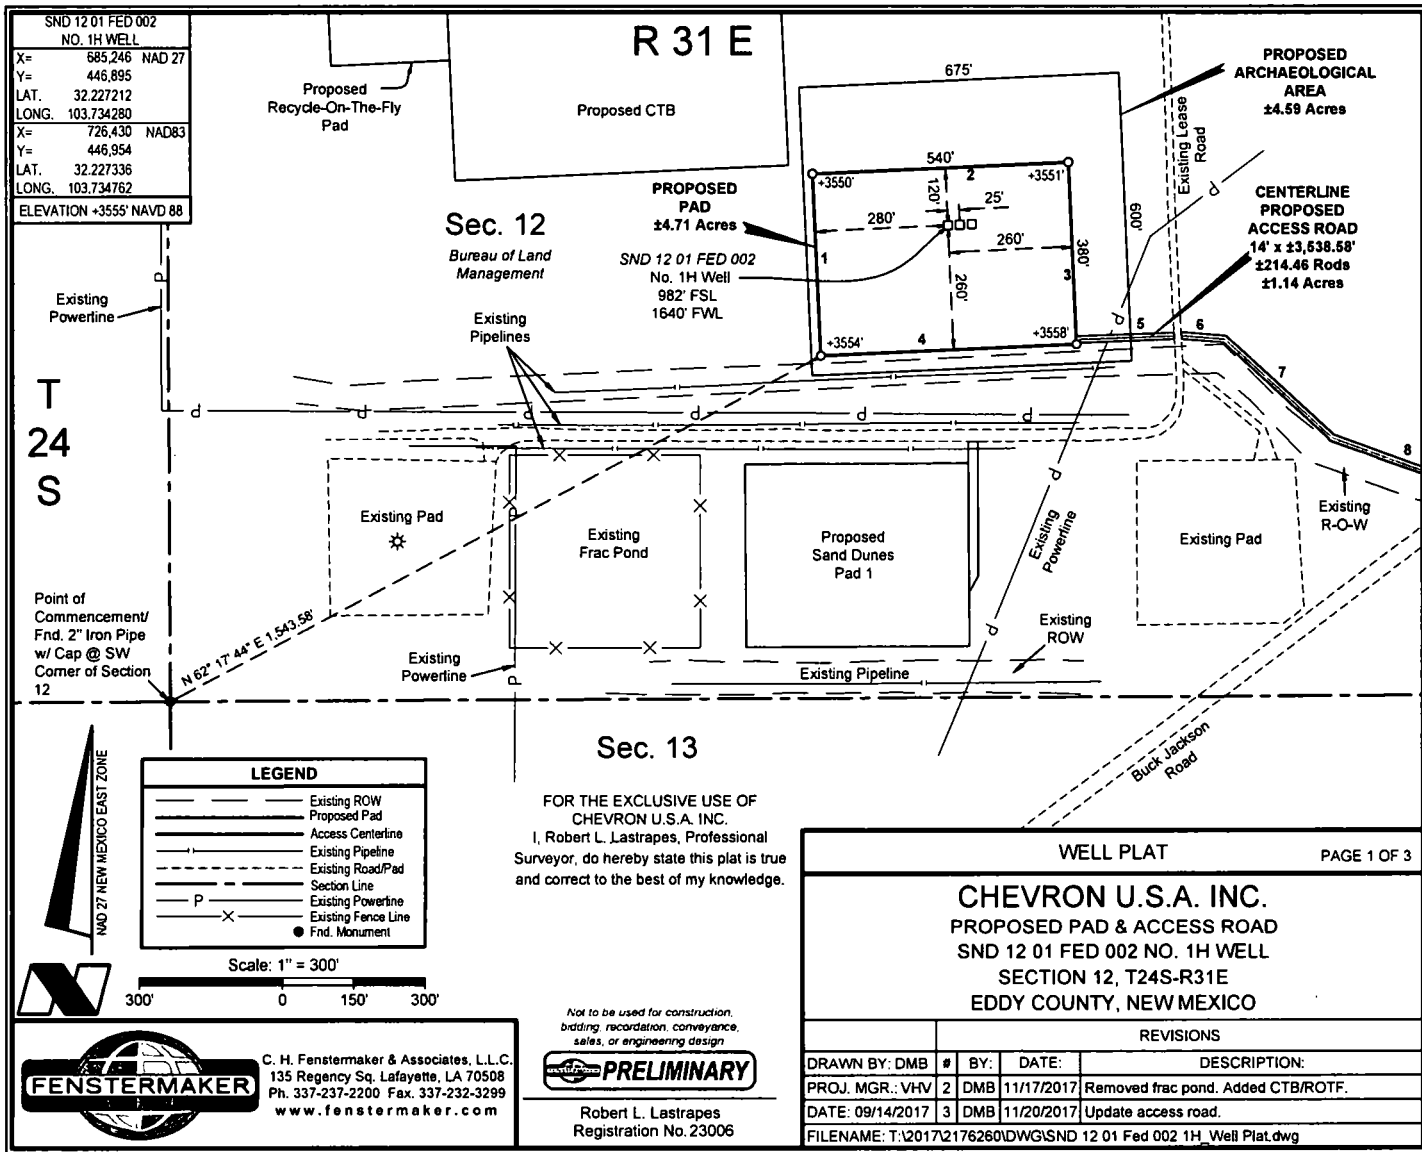 SND 12 01 FED 002
NO. 1H WELL
X= 685,246 NAD 27
Y= 446,895
LAT. 32.227212
LONG. 103.734280
X= 726,430 NAD83
Y= 446,954
LAT. 32.227336
LONG. 103.734762
ELEVATION +3555' NAVD 88
R 31 E
Proposed
Recycle-On-The-Fly
Pad
Proposed CTB
675'
PROPOSED
ARCHAEOLOGICAL
AREA
±4.59 Acres
Existing Lease
Road
P
540'
2
+3550'
+3551'
120'
25'
PROPOSED
PAD
±4.71 Acres
280'
260'
380'
600'
1
3
260'
CENTERLINE
PROPOSED
ACCESS ROAD
14' x ±3,538.58'
±214.46 Rods
±1.14 Acres
Sec. 12
Bureau of Land
Management
SND 12 01 FED 002
No. 1H Well
982' FSL
1640' FWL
P
Existing
Powerline
Existing
Pipelines
+3554'
4
+3558'
P
5
6
7
8
T
24
S
P P P P P P
P
Existing Pad
Existing
Frac Pond
P
Proposed
Sand Dunes
Pad 1
Existing
Powerline
Existing Pad
Existing
R-O-W
Point of
Commencement/
Fnd. 2" Iron Pipe
w/ Cap @ SW
Corner of Section
12
N 62° 17' 44" E 1,543.58'
Existing
Powerline
P
P
Existing
ROW
Existing Pipeline
Buck Jackson
Road
Sec. 13
NAD 27 NEW MEXICO EAST ZONE
LEGEND
Existing ROW
Proposed Pad
Access Centerline
Existing Pipeline
Existing Road/Pad
Section Line
P Existing Powerline
Existing Fence Line
Fnd. Monument
Scale: 1" = 300'
300' 0 150' 300'
FOR THE EXCLUSIVE USE OF
CHEVRON U.S.A. INC.
I, Robert L. Lastrapes, Professional
Surveyor, do hereby state this plat is true
and correct to the best of my knowledge.
Not to be used for construction,
bidding, recordation, conveyance,
sales, or engineering design
PRELIMINARY
Robert L. Lastrapes
Registration No. 23006
FENSTERMAKER
C. H. Fenstermaker & Associates, L.L.C.
135 Regency Sq. Lafayette, LA 70508
Ph. 337-237-2200 Fax. 337-232-3299
www.fenstermaker.com
WELL PLAT PAGE 1 OF 3
CHEVRON U.S.A. INC.
PROPOSED PAD & ACCESS ROAD
SND 12 01 FED 002 NO. 1H WELL
SECTION 12, T24S-R31E
EDDY COUNTY, NEW MEXICO
REVISIONS
DRAWN BY: DMB # BY: DATE: DESCRIPTION:
PROJ. MGR.: VHV 2 DMB 11/17/2017 Removed frac pond. Added CTB/ROTF.
DATE: 09/14/2017 3 DMB 11/20/2017 Update access road.
FILENAME: T:\2017\2176260\DWG\SND 12 01 Fed 002 1H_Well Plat.dwg